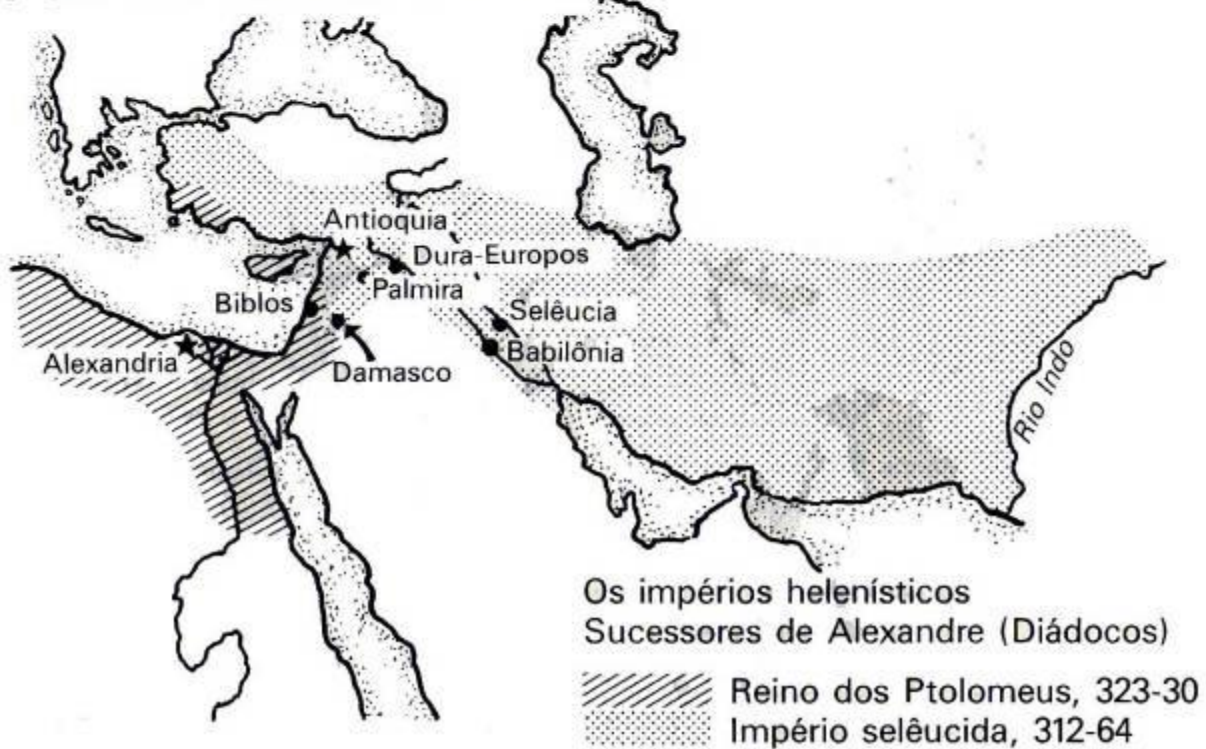 Antioquia
Dura-Europos
Palmira
Biblos
Selêucia
Babilônia
Alexandria
Damasco
Rio Indo
Os impérios helenísticos
Sucessores de Alexandre (Diádocos)
Reino dos Ptolomeus, 323-30
Império selêucida, 312-64